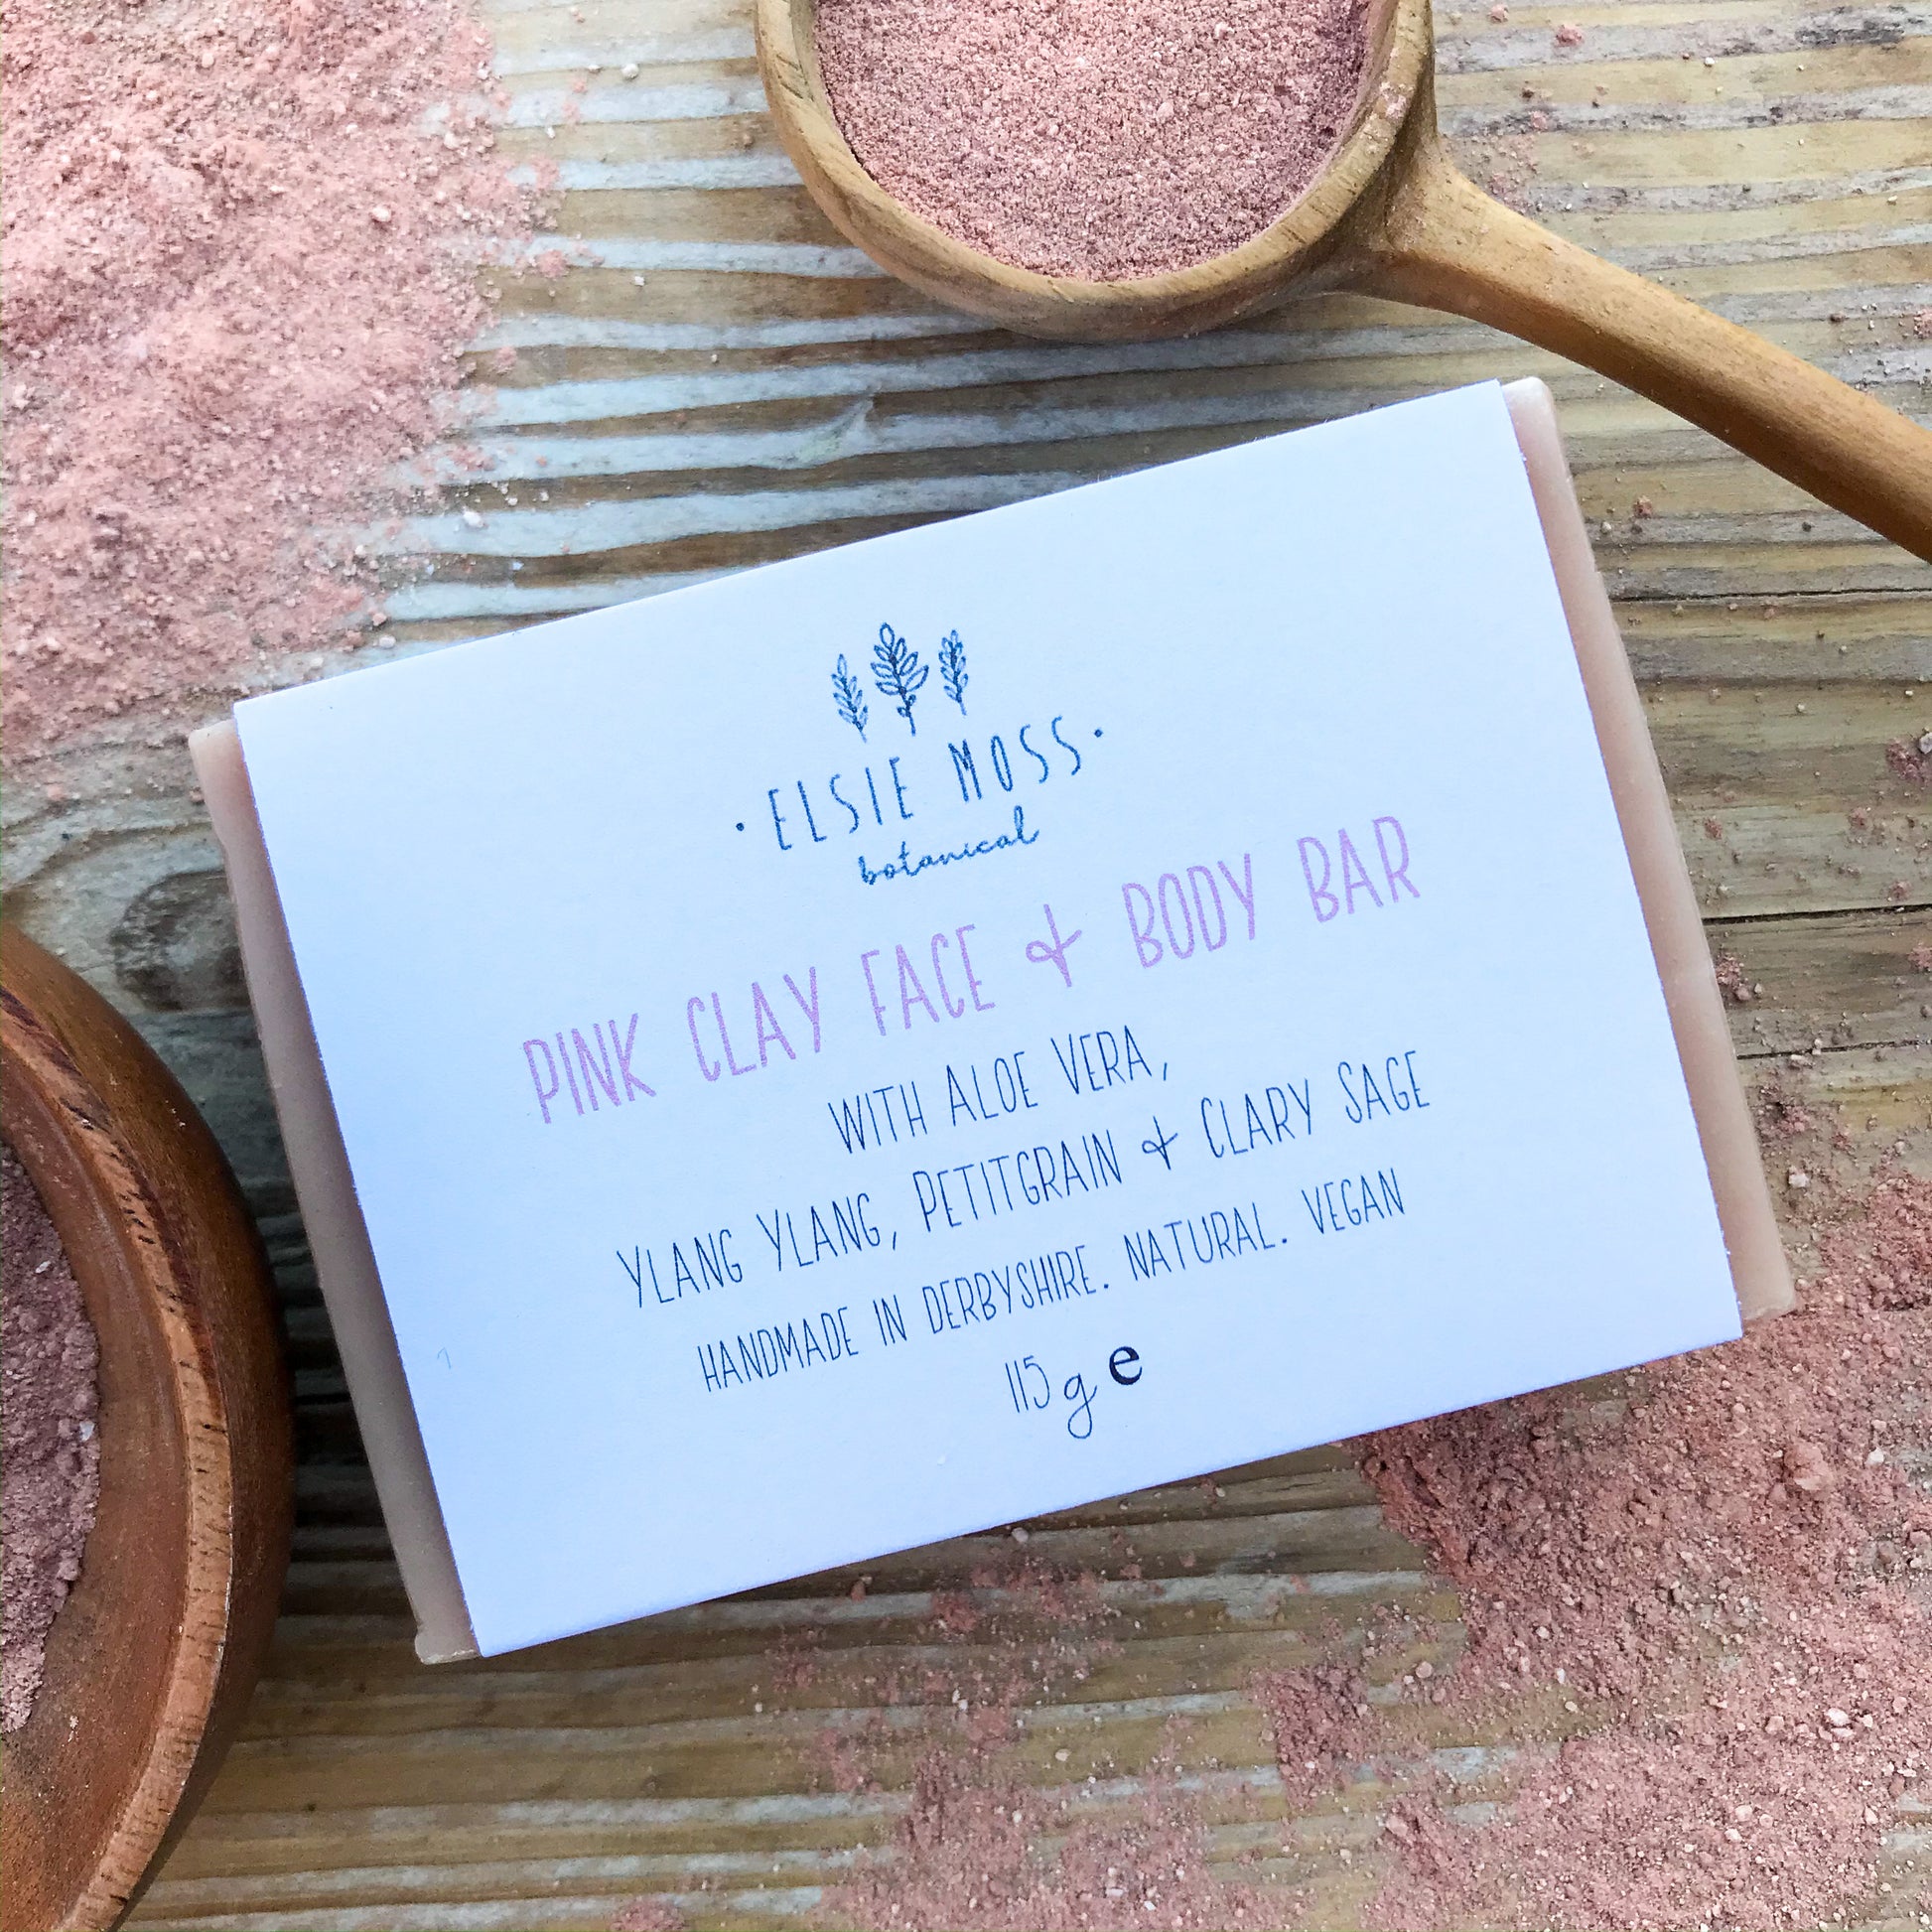 ·ELSIE MOSS·
botanical
PINK CLAY FACE & BODY BAR
WITH ALOE VERA,
YLANG YLANG, PETITGRAIN & CLARY SAGE
HANDMADE IN DERBYSHIRE. NATURAL. VEGAN
115g e